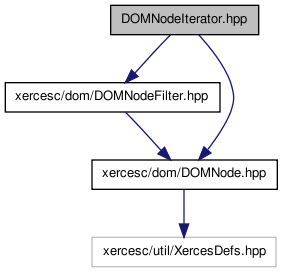 DOMNodeIterator.hpp
xercesc/dom/DOMNodeFilter.hpp
xercesc/dom/DOMNode.hpp
xercesc/util/XercesDefs.hpp